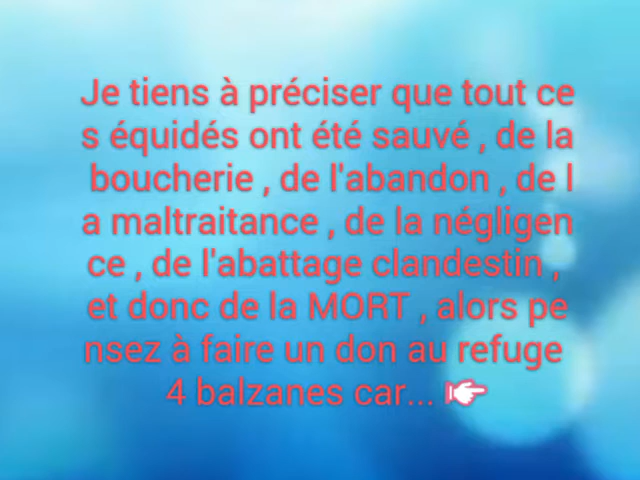 Je tiens à préciser que tout ce
s équidés ont été sauvé , de la
boucherie , de l'abandon , de l
a maltraitance , de la négligen
ce , de l'abattage clandestin ,
et donc de la MORT , alors pe
nsez à faire un don au refuge
4 balzanes car... 👉